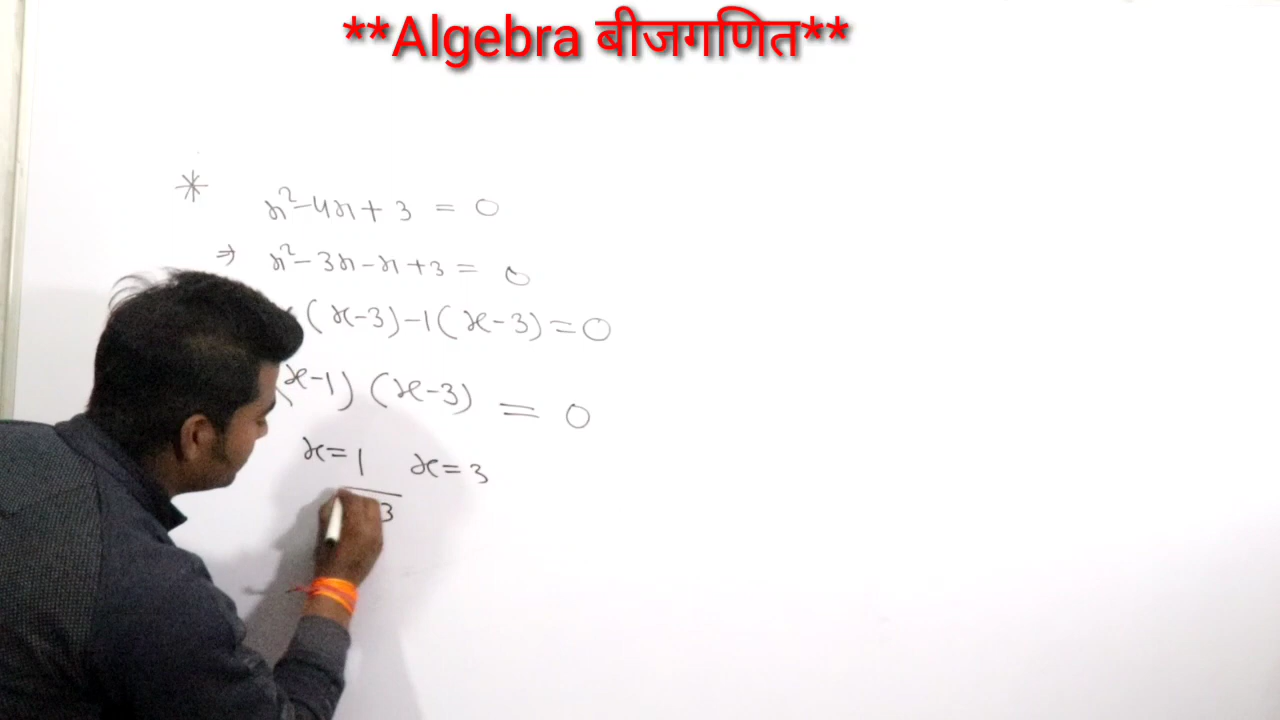 **Algebra बीजगणित**
* x²-4x+3 = 0
⇒ x²-3x-x+3 = 0
(x-3)-1(x-3)=0
(x-1) (x-3) = 0
x=1 x=3
3